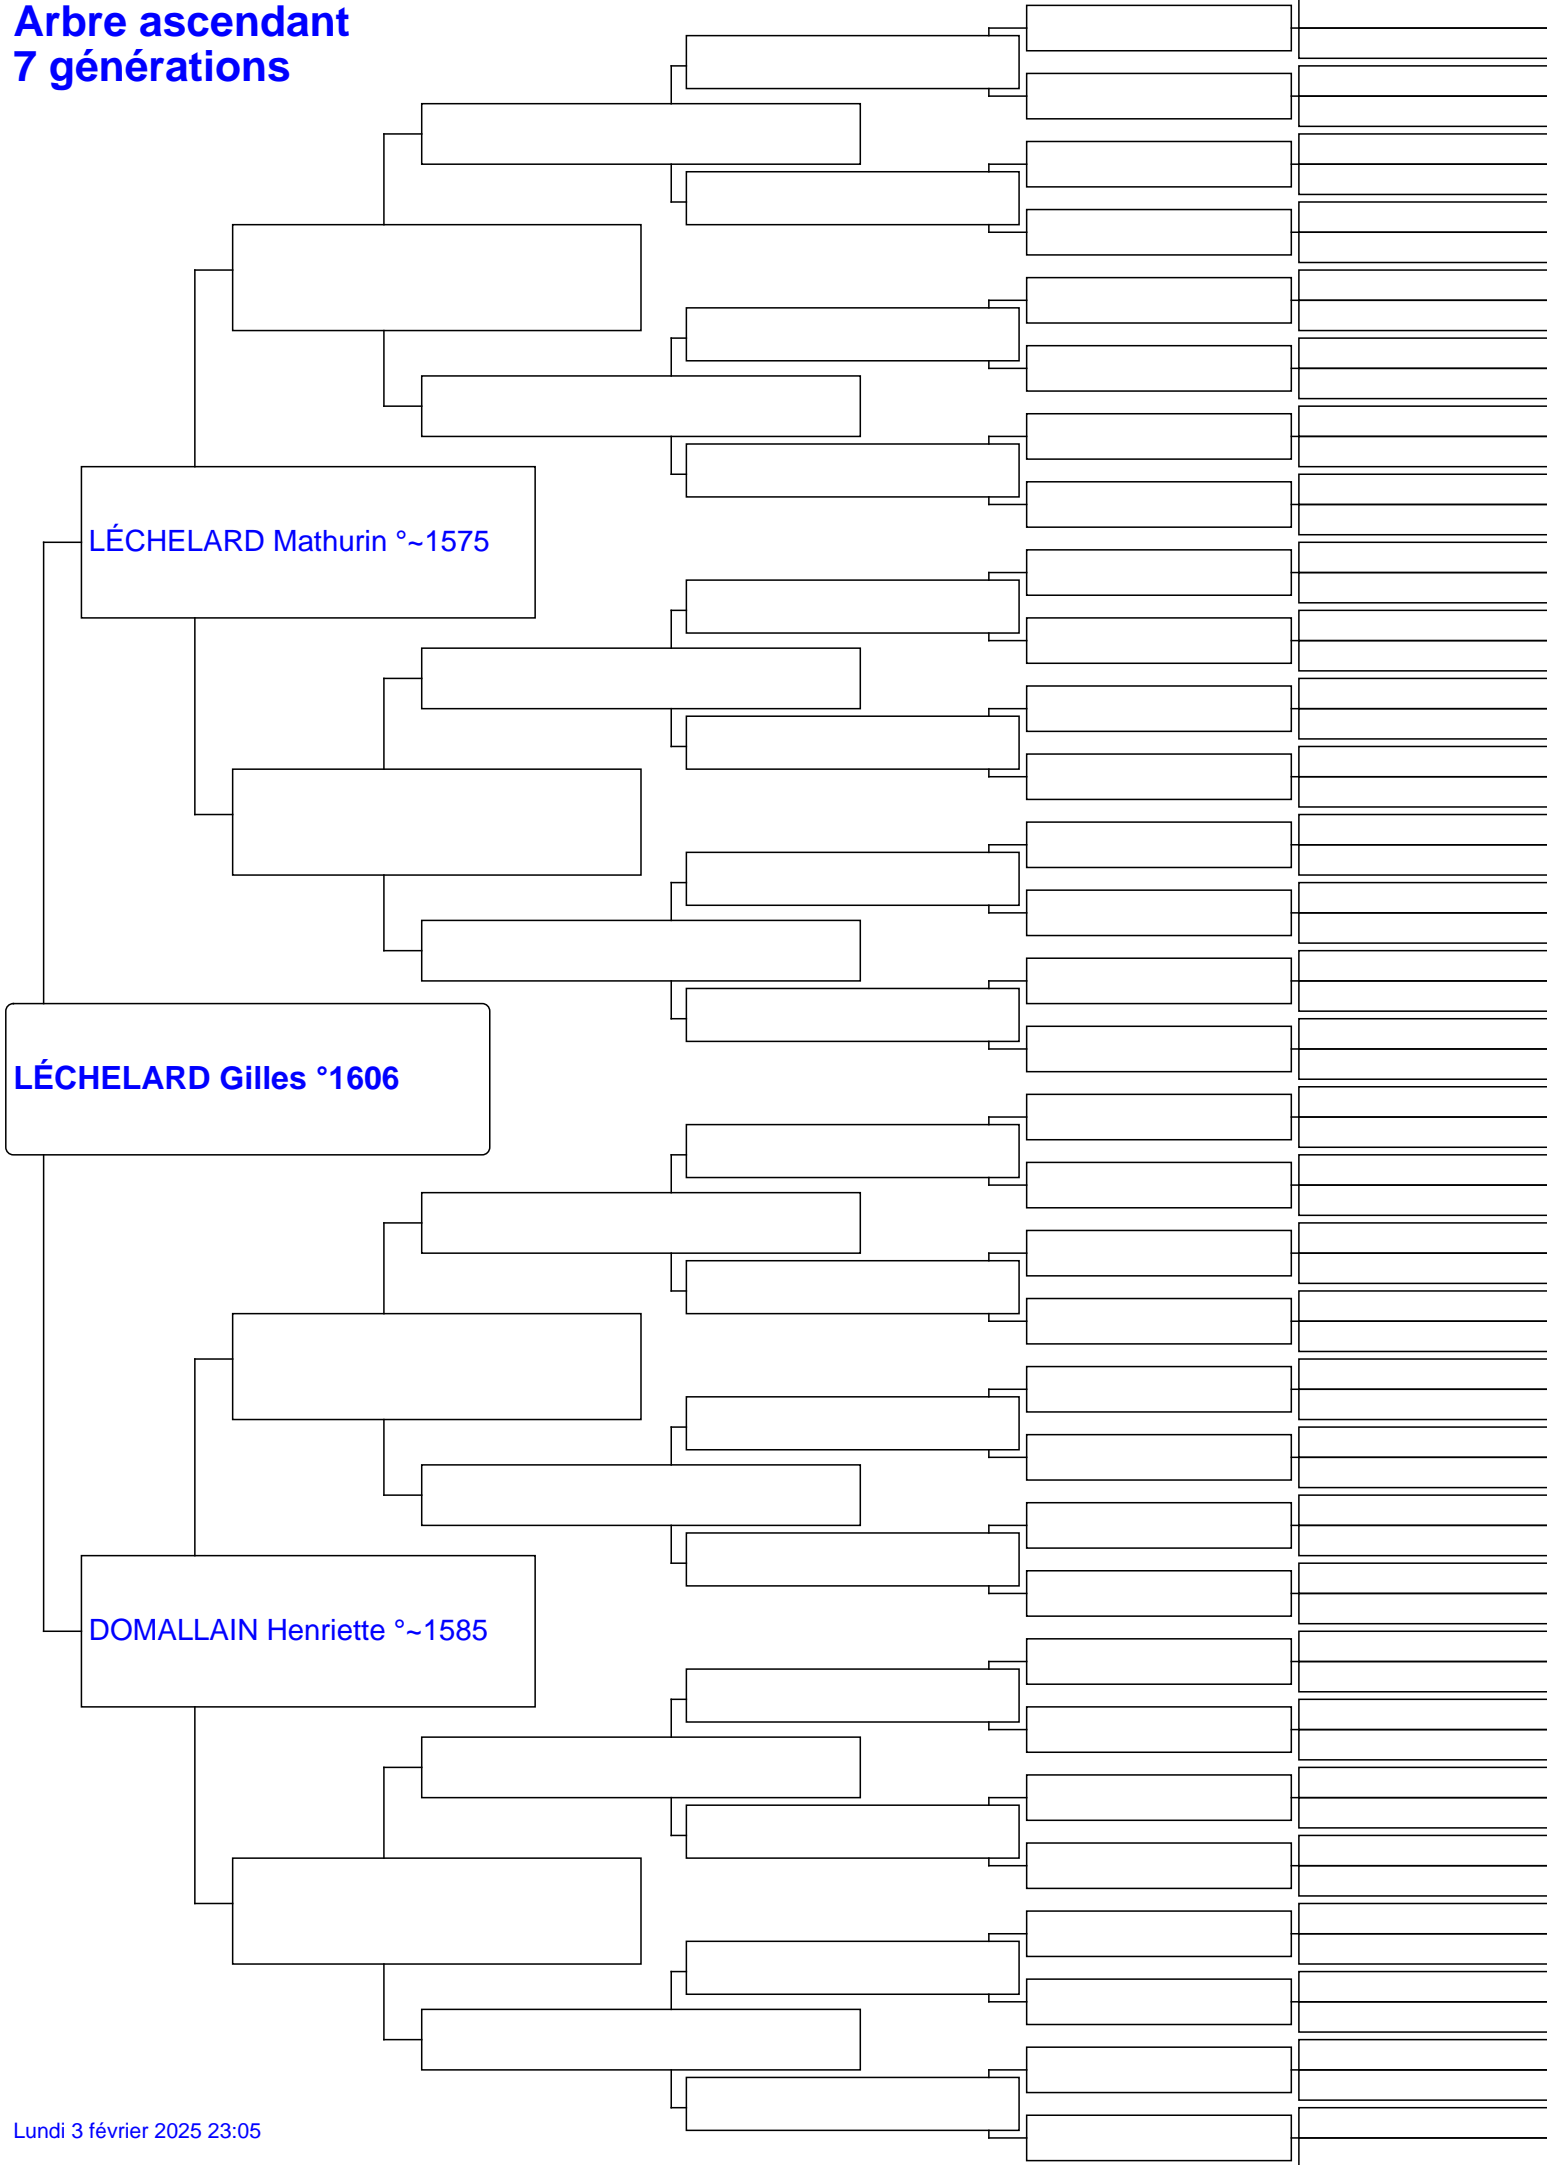 Arbre ascendant
7 générations
LÉCHELARD Mathurin °~1575
LÉCHELARD Gilles °1606
DOMALLAIN Henriette °~1585
Lundi 3 février 2025 23:05